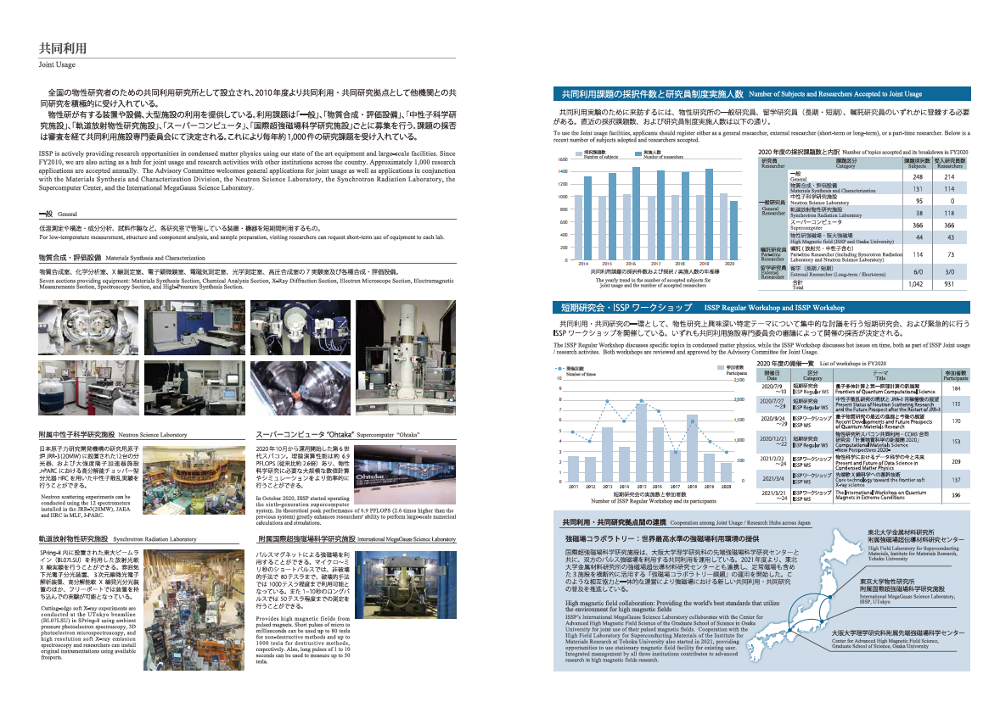 共同利用
Joint Usage
全国の物性研究者のための共同利用研究所として設立され、2010年度より共同利用・共同研究拠点として他機関との共
同研究を積極的に受け入れている。
物性研が有する装置や設備、大型施設の利用を提供している。利用課題は「一般」、「物質合成・評価設備」、「中性子科学研
究施設」、「軌道放射物性研究施設」、「スーパーコンピュータ」、「国際超強磁場科学研究施設」ごとに募集を行う。課題の採否
は審査を経て共同利用施設専門委員会にて決定される。これにより毎年約1,000件の研究課題を受け入れている。
ISSP is actively providing research opportunities in condensed matter physics using our state of the art equipment and large-scale facilities. Since
FY2010, we are also acting as a hub for joint usage and research activities with other institutions across the country. Approximately 1,000 research
applications are accepted annually. The Advisory Committee welcomes general applications for joint usage as well as applications in conjunction
with the Materials Synthesis and Characterization Division, the Neutron Science Laboratory, the Synchrotron Radiation Laboratory, the
Supercomputer Center, and the International MegaGauss Science Laboratory.
一般 General
低温測定や構造・成分分析、試料作製など、各研究室で管理している装置・機器を短期間利用するもの。
For low-temperature measurement, structure and component analysis, and sample preparation, visiting researchers can request short-term use of equipment to each lab.
物質合成・評価設備 Materials Synthesis and Characterization
物質合成室、化学分析室、X線測定室、電子顕微鏡室、電磁気測定室、光学測定室、高圧合成室の7実験室及び各種合成・評価設備。
Seven sections providing equipment: Materials Synthesis Section, Chemical Analysis Section, X-Ray Diffraction Section, Electron Microscope Section, Electromagnetic
Measurements Section, Spectroscopy Section, and High-Pressure Synthesis Section.
附属中性子科学研究施設 Neutron Science Laboratory
日本原子力研究開発機構の研究用原子
炉 JRR-3(20MW)に設置された12台の分
光器、および大強度陽子加速器施設
J-PARCにおける高分解能チョッパー型
分光器HRCを用いた中性子散乱実験を
行うことができる。
Neutron scattering experiments can be
conducted using the 12 spectrometers
installed in the JRR-3(20MW), JAEA
and HRC in MLF, J-PARC.
スーパーコンピュータ "Ohtaka" Supercomputer "Ohtaka"
2020年10月から運用開始した第6世
代スパコン。理論演算性能は約 6.9
PFLOPS (従来比約2.6倍) あり、物性
科学研究に必要な大規模な数値計算
やシミュレーションをより効率的に
行うことができる。
In October 2020, ISSP started operating
the sixth-generation supercomputer
system. Its theoretical peak performance of 6.9 PFLOPS (2.6 times higher than the
previous system) greatly enhances researchers' ability to perform large-scale numerical
calculations and simulations.
軌道放射物性研究施設 Synchrotron Radiation Laboratory
SPring-8 内に設置された東大ビームラ
イン (BL07LSU) を利用した放射光軟
X線実験を行うことができる。雰囲気
下光電子分光装置、3次元顕微光電子
解析装置、高分解能軟X線発光分光装
置のほか、フリーポートでは装置を持
ち込んでの実験が可能となっている。
Cutting-edge soft X-ray experiments are
conducted at the UTokyo beamline
(BL07LSU) in SPring-8 using ambient
pressure photoelectron spectroscopy, 3D
photoelectron microspectroscopy, and
high resolution soft X-ray emission
spectroscopy and researchers can install
original instrumentations using available
freeports.
附属国際超強磁場科学研究施設 International MegaGauss Science Laboratory
パルスマグネットによる強磁場を利
用することができる。マイクロ〜ミ
リ秒のショートパルスでは、非破壊
的手法で 80 テスラまで、破壊的手法
では1000テスラ程度まで利用可能と
なっている。また1〜10秒のロングパ
ルスでは 50テスラ程度までの測定を
行うことができる。
Provides high magnetic fields from
pulsed magnets. Short pulses of micro to
milliseconds can be used up to 80 tesla
for non-destructive methods and up to
1000 tesla for destructive methods,
respectively. Also, long pulses of 1 to 10
seconds can be used to measure up to 50
tesla.
共同利用課題の採択件数と研究員制度実施人数 Number of Subjects and Researchers Accepted to Joint Usage
共同利用実験のために来訪するには、物性研究所の一般研究員、留学研究員(長期・短期)、嘱託研究員のいずれかに登録する必要
がある。直近の採択課題数、および研究員制度実施人数は以下の通り。
To use the Joint usage facilities, applicants should register either as a general researcher, external researcher (short-term or long-term), or a part-time researcher. Below is a
recent number of subjects adopted and researchers accepted.
採択課題数
Number of subjects
実施人数
Number of researchers
1600
1400
1200
1000
800
600
400
200
0
2014 2015 2016 2017 2018 2019 2020
共同利用課題の採択件数および採択 / 実施人数の年推移
The yearly trend in the number of accepted subjects for
joint usage and the number of accepted researchers
2020 年度の採択課題数と内訳 Number of topics accepted and its breakdown in FY2020
研究員 課題区分 課題採択数 受入研究員数
Researcher Category Subjects Researchers
一般 248 214
General
物質合成・評価設備 131 114
Materials Synthesis and Characterization
中性子科学研究施設 95 0
Neutron Science Laboratory
一般研究員
General
Researcher
軌道放射物性研究施設 38 118
Synchrotron Radiation Laboratory
スーパーコンピュータ 366 366
Supercomputer
物性研強磁場・阪大強磁場 44 43
High Magnetic field (ISSP and Osaka University)
嘱託研究員
Part-time
Researcher
嘱託 (放射光・中性子含む) 114 73
Part-time Researcher (including Syncrotron Radiation
Laboratory and Neutron Science Laboratory)
留学研究員
External
Researcher
留学 (長期 / 短期) 6/0 3/0
External Researcher (Long-term / Short-term)
合計 1,042 931
Total
短期研究会・ISSP ワークショップ ISSP Regular Workshop and ISSP Workshop
共同利用・共同研究の一環として、物性研究上興味深い特定テーマについて集中的な討議を行う短期研究会、および緊急的に行う
ISSP ワークショップを開催している。いずれも共同利用施設専門委員会の審議によって開催の採否が決定される。
The ISSP Regular Workshop discusses specific topics in condensed matter physics, while the ISSP Workshop discusses hot issues on time, both as part of ISSP Joint usage
/ research activites. Both workshops are reviewed and approved by the Advisory Committee for Joint Usage.
開催回数
Number of times
参加者数
Participants
10
9
8
7
6
5
4
3
2
1
0
2,500
2,000
1,500
1,000
500
0
2011 2012 2013 2014 2015 2016 2017 2018 2019 2020
短期研究会の実施数と参加者数
Number of ISSP Regular Workshop and its participants
2020 年度の開催一覧 List of workshops in FY2020
開催日 区分 テーマ 参加者数
Date Category Title Participants
2020/7/9 〜10 短期研究会 ISSP Regular WS 量子多体計算と第一原理計算の新展開 184
Frontiers of Quantum Computational Science
2020/7/27 〜29 短期研究会 ISSP Regular WS 中性子散乱研究の現状と JRR-3 再稼働後の展望 115
Present Status of Neutron Scattering Research
and the Future Prospect after the Restart of JRR-3
2020/9/24 〜29 ISSPワークショップ ISSP WS 量子物質研究の最近の進展と今後の展望 170
Recent Developments and Future Prospects
of Quantum Materials Research
2020/12/21 〜22 短期研究会 ISSP Regular WS 物性研究所スパコン共同利用・CCMS 合同 153
研究会「計算物質科学の新展開 2020」
Computational Materials Science
-New Perspectives 2020-
2021/2/22 〜24 ISSPワークショップ ISSP WS 物性科学におけるデータ科学の今と未来 209
Present and Future of Data Science in
Condensed Matter Physics
2021/3/4 ISSPワークショップ ISSP WS 先端軟 X 線科学への基幹技術 137
Core technology toward the frontier soft
X-ray science
2021/3/21 〜24 ISSPワークショップ ISSP WS The International Workshop on Quantum 396
Magnets in Extreme Conditions
共同利用・共同研究拠点間の連携 Cooperation among Joint Usage / Research Hubs across Japan
強磁場コラボラトリー：世界最高水準の強磁場利用環境の提供
国際超強磁場科学研究施設は、大阪大学理学研究科の先端強磁場科学研究センターと
共に、双方のパルス強磁場を利用する共同利用を運用している。2021年度より、東北
大学金属材料研究所の強磁場超伝導材料研究センターとも連携し、定常磁場も含め
た3施設を横断的に活用する「強磁場コラボラトリー課題」の運用を開始した。こ
のような相互協力と一体的な運営により強磁場における新しい共同利用・共同研究
の普及を推進している。
High magnetic field collaboration: Providing the world's best standards that utilize
the environment for high magnetic fields
ISSP's International MegaGauss Science Laboratory collaborates with the Center for
Advanced High Magnetic Field Science of the Graduate School of Science in Osaka
University for joint use of their pulsed magnetic fields. Cooperation with the
High Field Laboratory for Superconducting Materials of the Institute for
Materials Research at Tohoku University also started in 2021, providing
opportunities to use stationary magnetic field facility for existing user.
Integrated management by all three institutions contributes to advanced
research in high magnetic fields research.
東北大学金属材料研究所
附属強磁場超伝導材料研究センター
High Field Laboratory for Superconducting
Materials, Institute for Materials Research,
Tohoku University
東京大学物性研究所
附属国際超強磁場科学研究施設
International MegaGauss Science Laboratory,
ISSP, UTokyo
大阪大学理学研究科附属先端強磁場科学研究センター
Center for Advanced High Magnetic Field Science,
Graduate School of Science, Osaka University